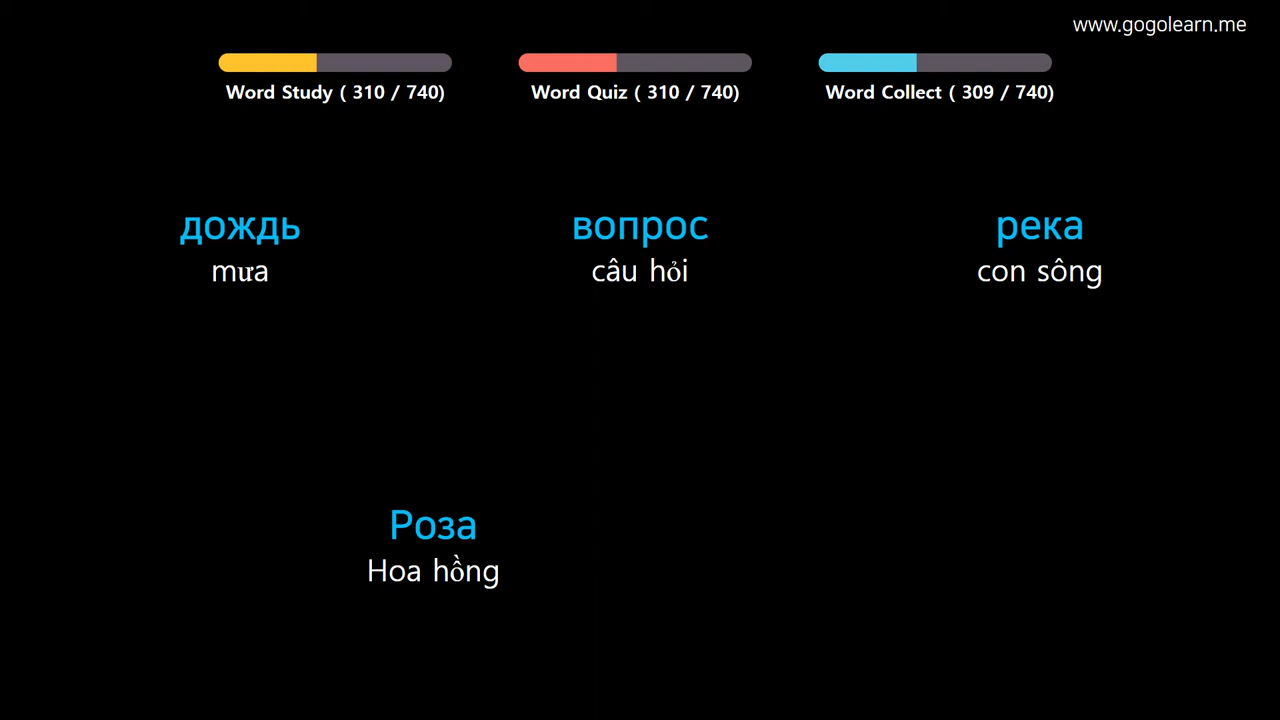 www.gogolearn.me
Word Study ( 310 / 740)
Word Quiz ( 310 / 740)
Word Collect ( 309 / 740)
дождь
mưa
вопрос
câu hỏi
река
con sông
Роза
Hoa hồng